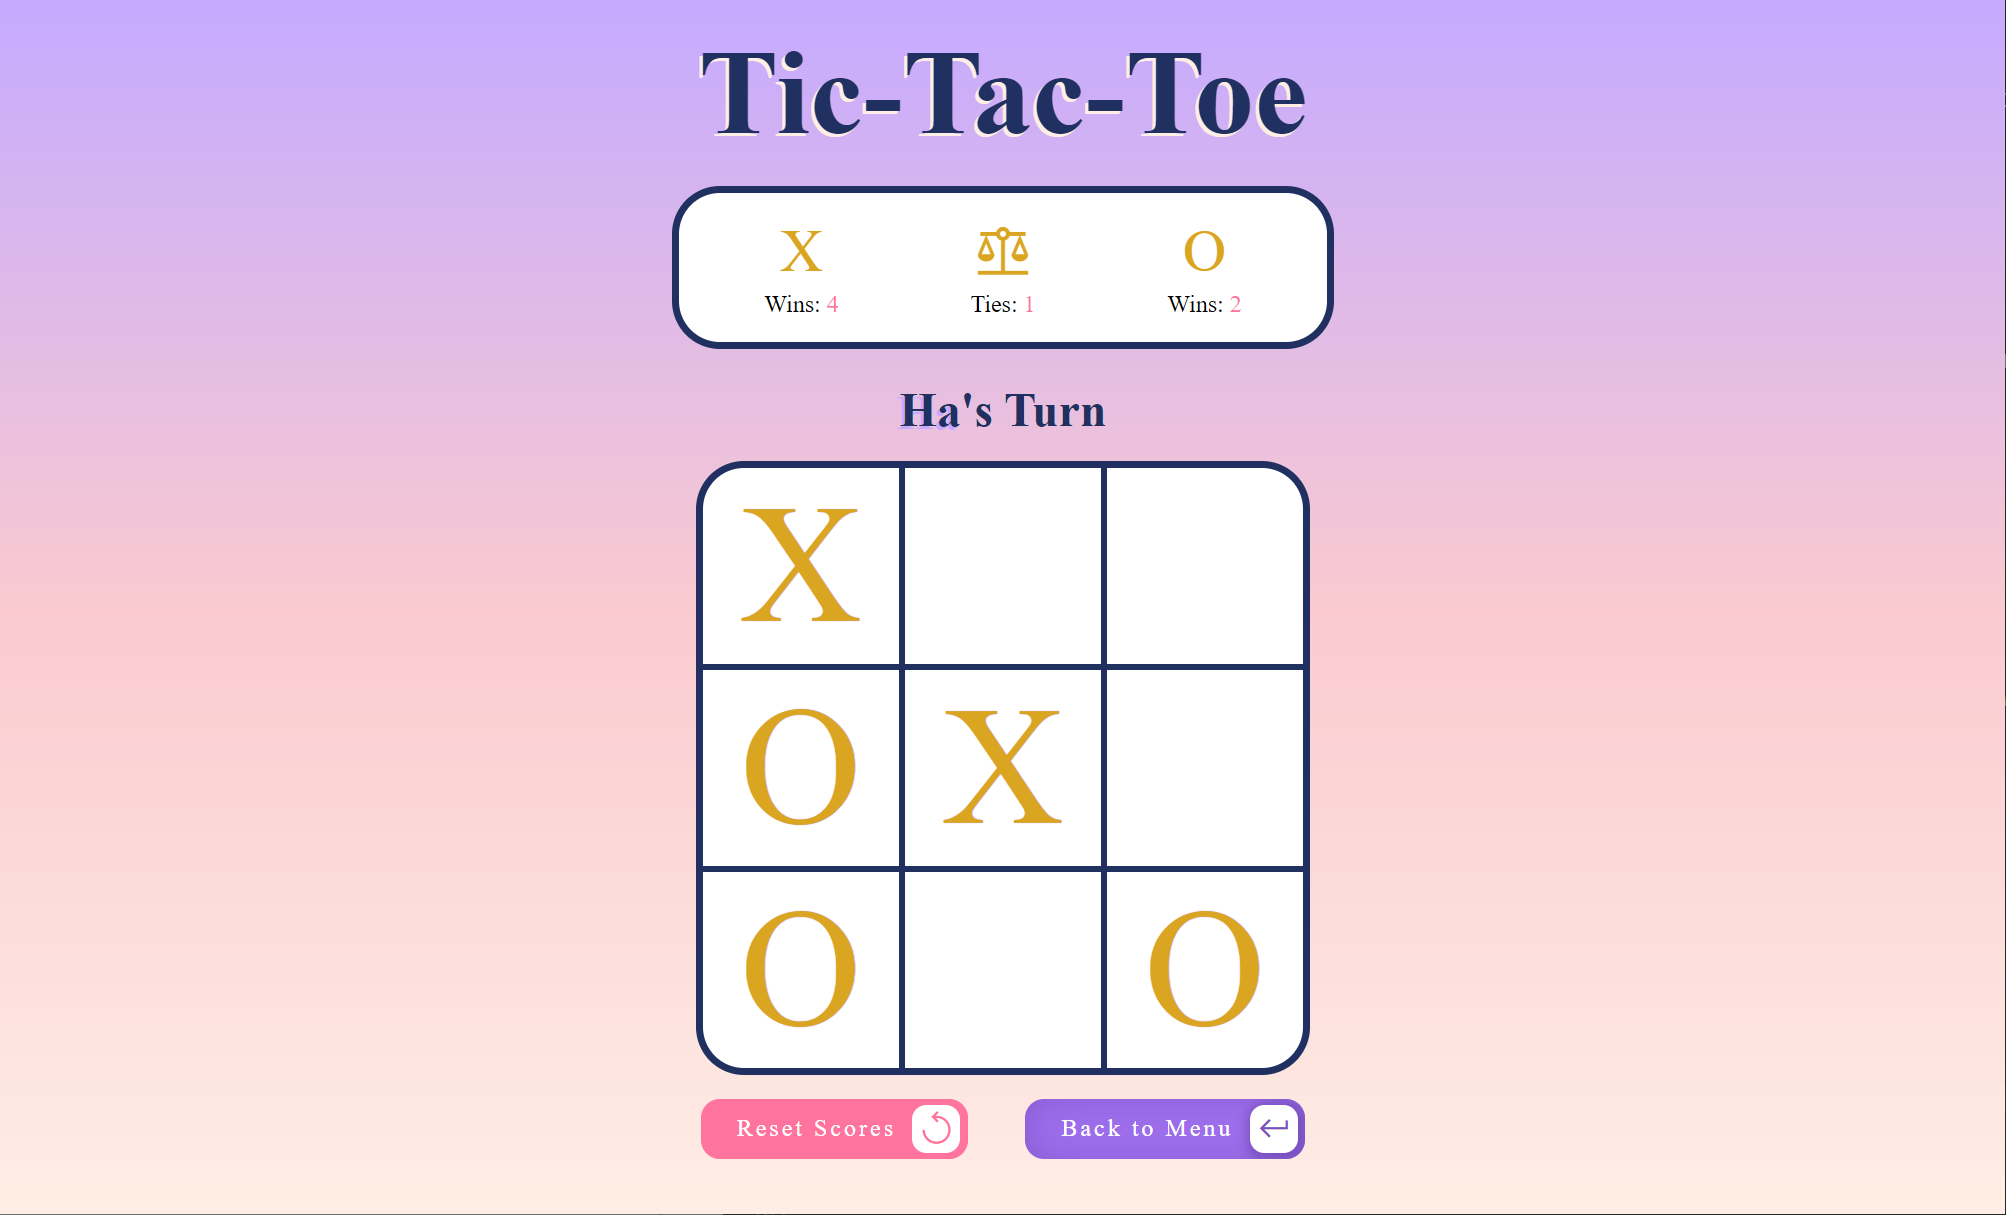 Tic-Tac-Toe
X O
Wins: 4 Ties: 1 Wins: 2
Ha's Turn
X
O X
O O
Reset Scores Back to Menu